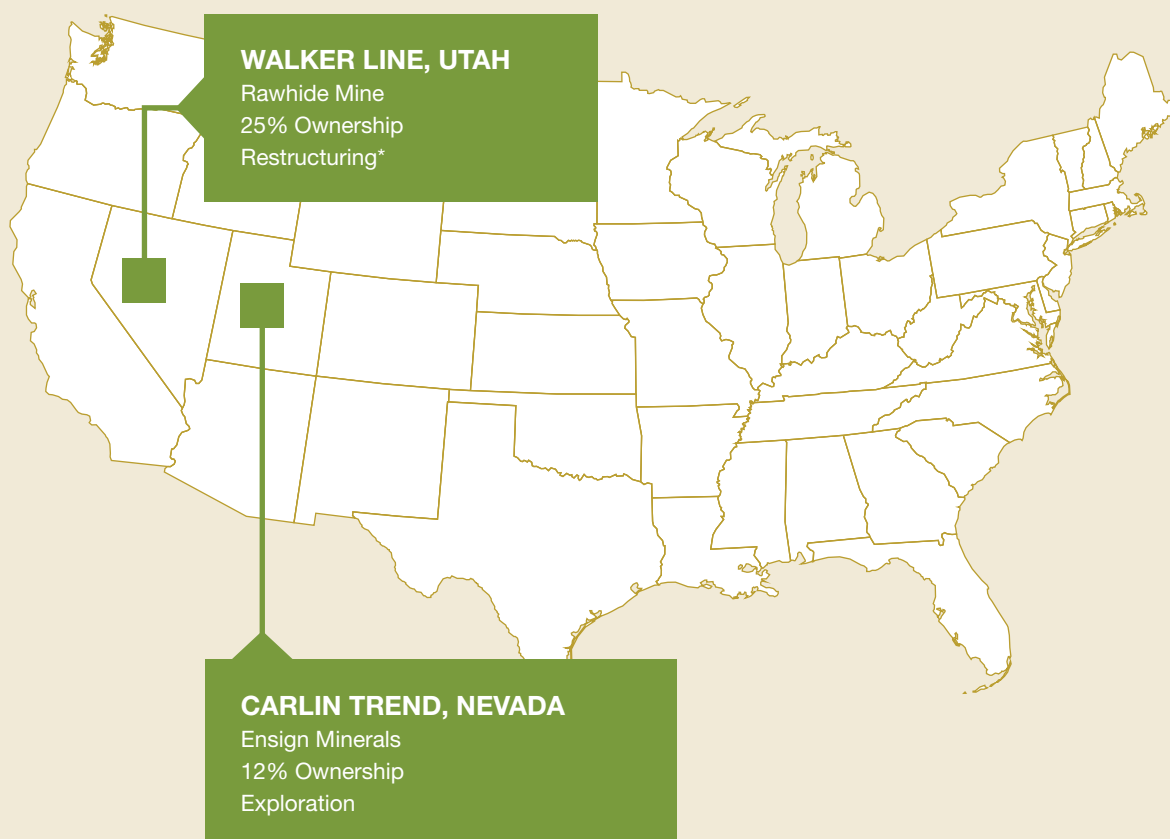 WALKER LINE, UTAH
Rawhide Mine
25% Ownership
Restructuring*
CARLIN TREND, NEVADA
Ensign Minerals
12% Ownership
Exploration